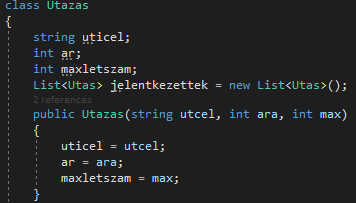 class Utazas
{
string uticel;
int ar;
int maxletszam;
List<Utas> jelentkezettek = new List<Utas>();
2 references
public Utazas(string utcel, int ara, int max)
{
uticel = utcel;
ar = ara;
maxletszam = max;
}